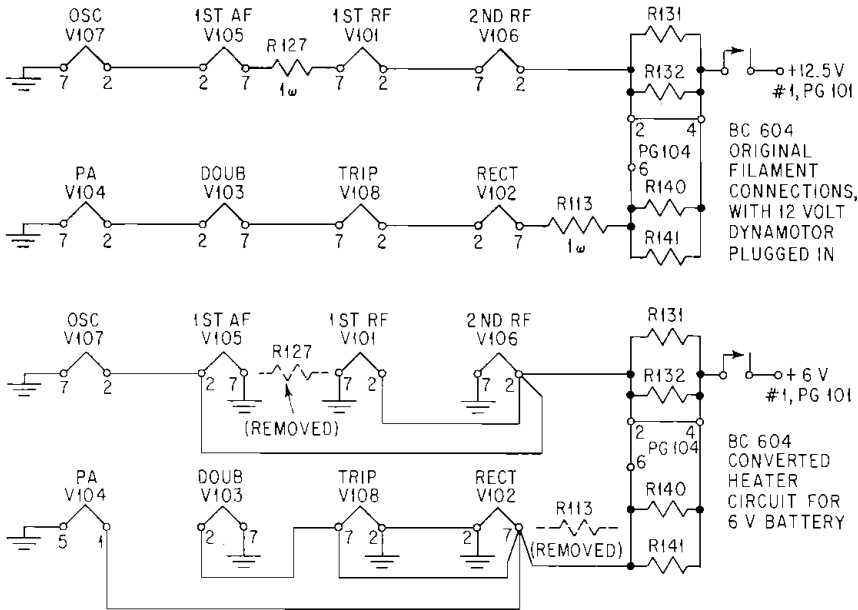 OSC
V107
1ST AF
V105
R127
1ST RF
V101
2ND RF
V106
R131
R132
7 2 2 7 1ω 7 2 7 2
2 4
+12.5V
#1, PG 101
PG104
6
PA
V104
DOUB
V103
TRIP
V108
RECT
V102
R113
R140
R141
7 2 2 7 7 2 2 7 1ω
BC 604
ORIGINAL
FILAMENT
CONNECTIONS,
WITH 12 VOLT
DYNAMOTOR
PLUGGED IN
OSC
V107
1ST AF
V105
R127
1ST RF
V101
2ND RF
V106
R131
R132
7 2 2 7 7 2 7 2
(REMOVED)
2 4
+ 6 V
#1, PG 101
PG104
6
PA
V104
DOUB
V103
TRIP
V108
RECT
V102
R113
R140
R141
5 1 2 7 7 2 2 7
(REMOVED)
BC 604
CONVERTED
HEATER
CIRCUIT FOR
6 V BATTERY